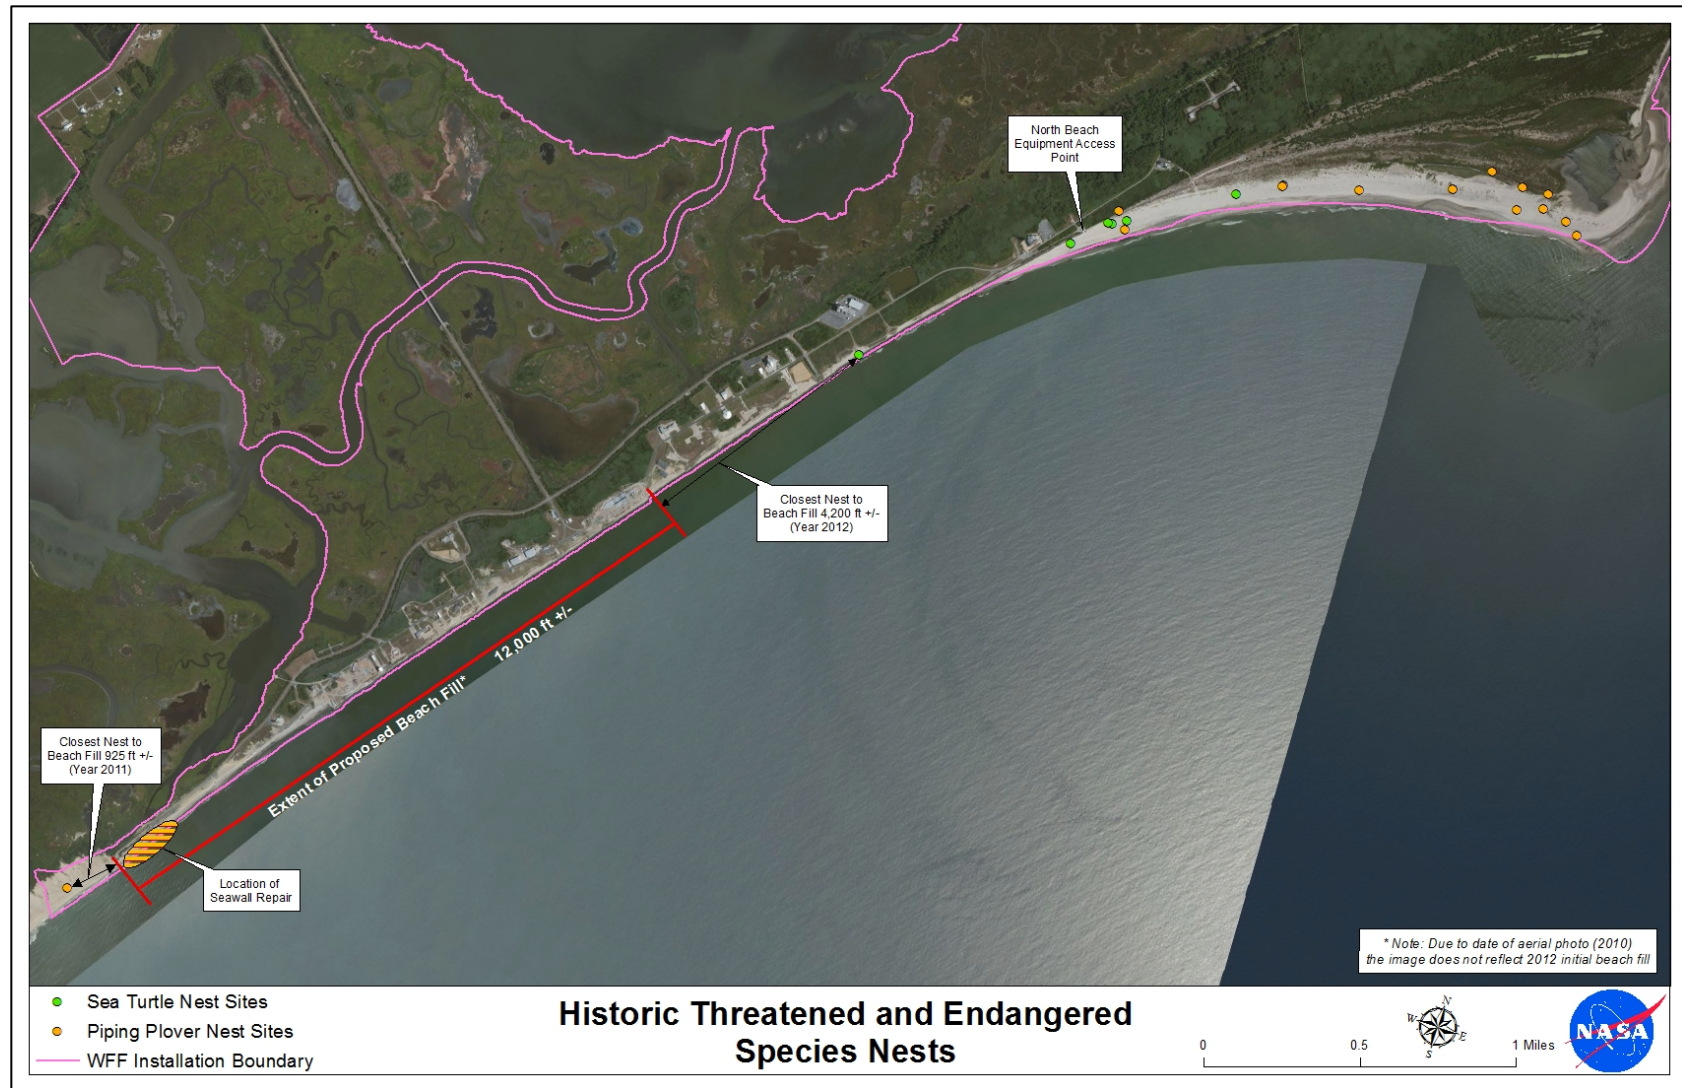 North Beach
Equipment Access
Point
Closest Nest to
Beach Fill 4,200 ft +/-
(Year 2012)
12,000 ft +/-
Extent of Proposed Beach Fill*
Closest Nest to
Beach Fill 925 ft +/-
(Year 2011)
Location of
Seawall Repair
* Note: Due to date of aerial photo (2010)
the image does not reflect 2012 initial beach fill
Sea Turtle Nest Sites
Piping Plover Nest Sites
WFF Installation Boundary
Historic Threatened and Endangered
Species Nests
N
W
E
S
0 0.5 1 Miles
NASA